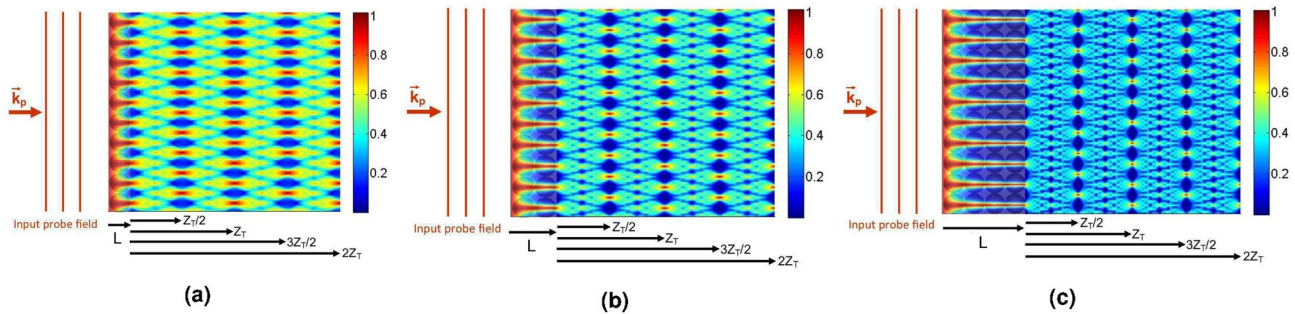 1
0.8
0.6
0.4
0.2
k_p
Input probe field
L
Z_T/2
Z_T
3Z_T/2
2Z_T
(a)
1
0.8
0.6
0.4
0.2
k_p
Input probe field
L
Z_T/2
Z_T
3Z_T/2
2Z_T
(b)
1
0.8
0.6
0.4
0.2
k_p
Input probe field
L
Z_T/2
Z_T
3Z_T/2
2Z_T
(c)